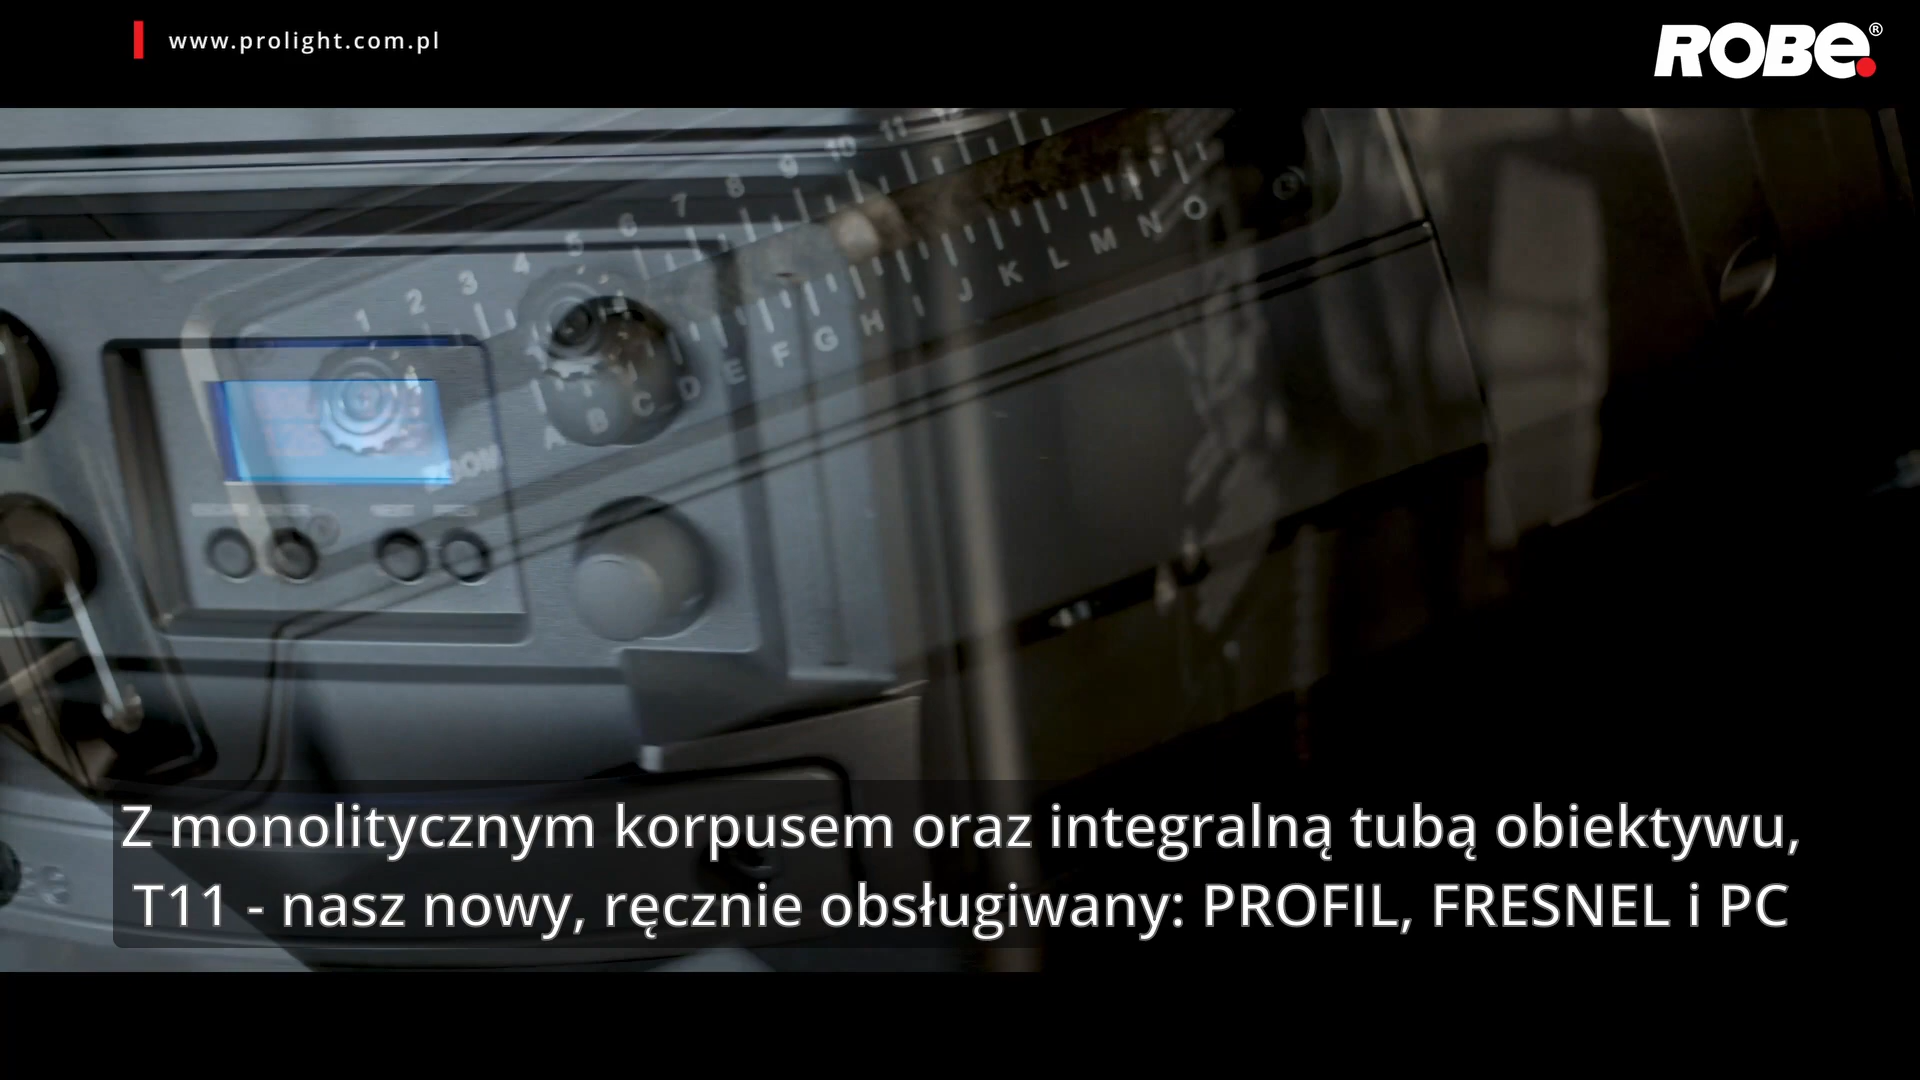 www.prolight.com.pl
ROBE®
1 2 3 4 5 6 7 8 9 10 11
A B C D E F G H I J K L M N O
ZOOM
Z monolitycznym korpusem oraz integralną tubą obiektywu,
T11 - nasz nowy, ręcznie obsługiwany: PROFIL, FRESNEL i PC